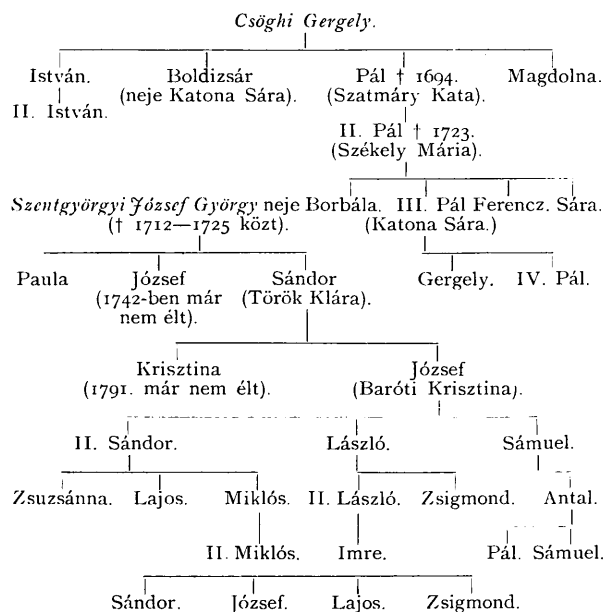 Csöghi Gergely.
István. Boldizsár Pál † 1694. Magdolna.
(neje Katona Sára). (Szatmáry Kata).
II. István.
II. Pál † 1723.
(Székely Mária).
Szentgyörgyi József György neje Borbála. III. Pál Ferencz. Sára.
(† 1712—1725 közt). (Katona Sára.)
Paula József Sándor Gergely. IV. Pál.
(1742-ben már (Török Klára).
nem élt).
Krisztina József
(1791. már nem élt). (Baróti Krisztina).
II. Sándor. László. Sámuel.
Zsuzsánna. Lajos. Miklós. II. László. Zsigmond. Antal.
II. Miklós. Imre. Pál. Sámuel.
Sándor. József. Lajos. Zsigmond.